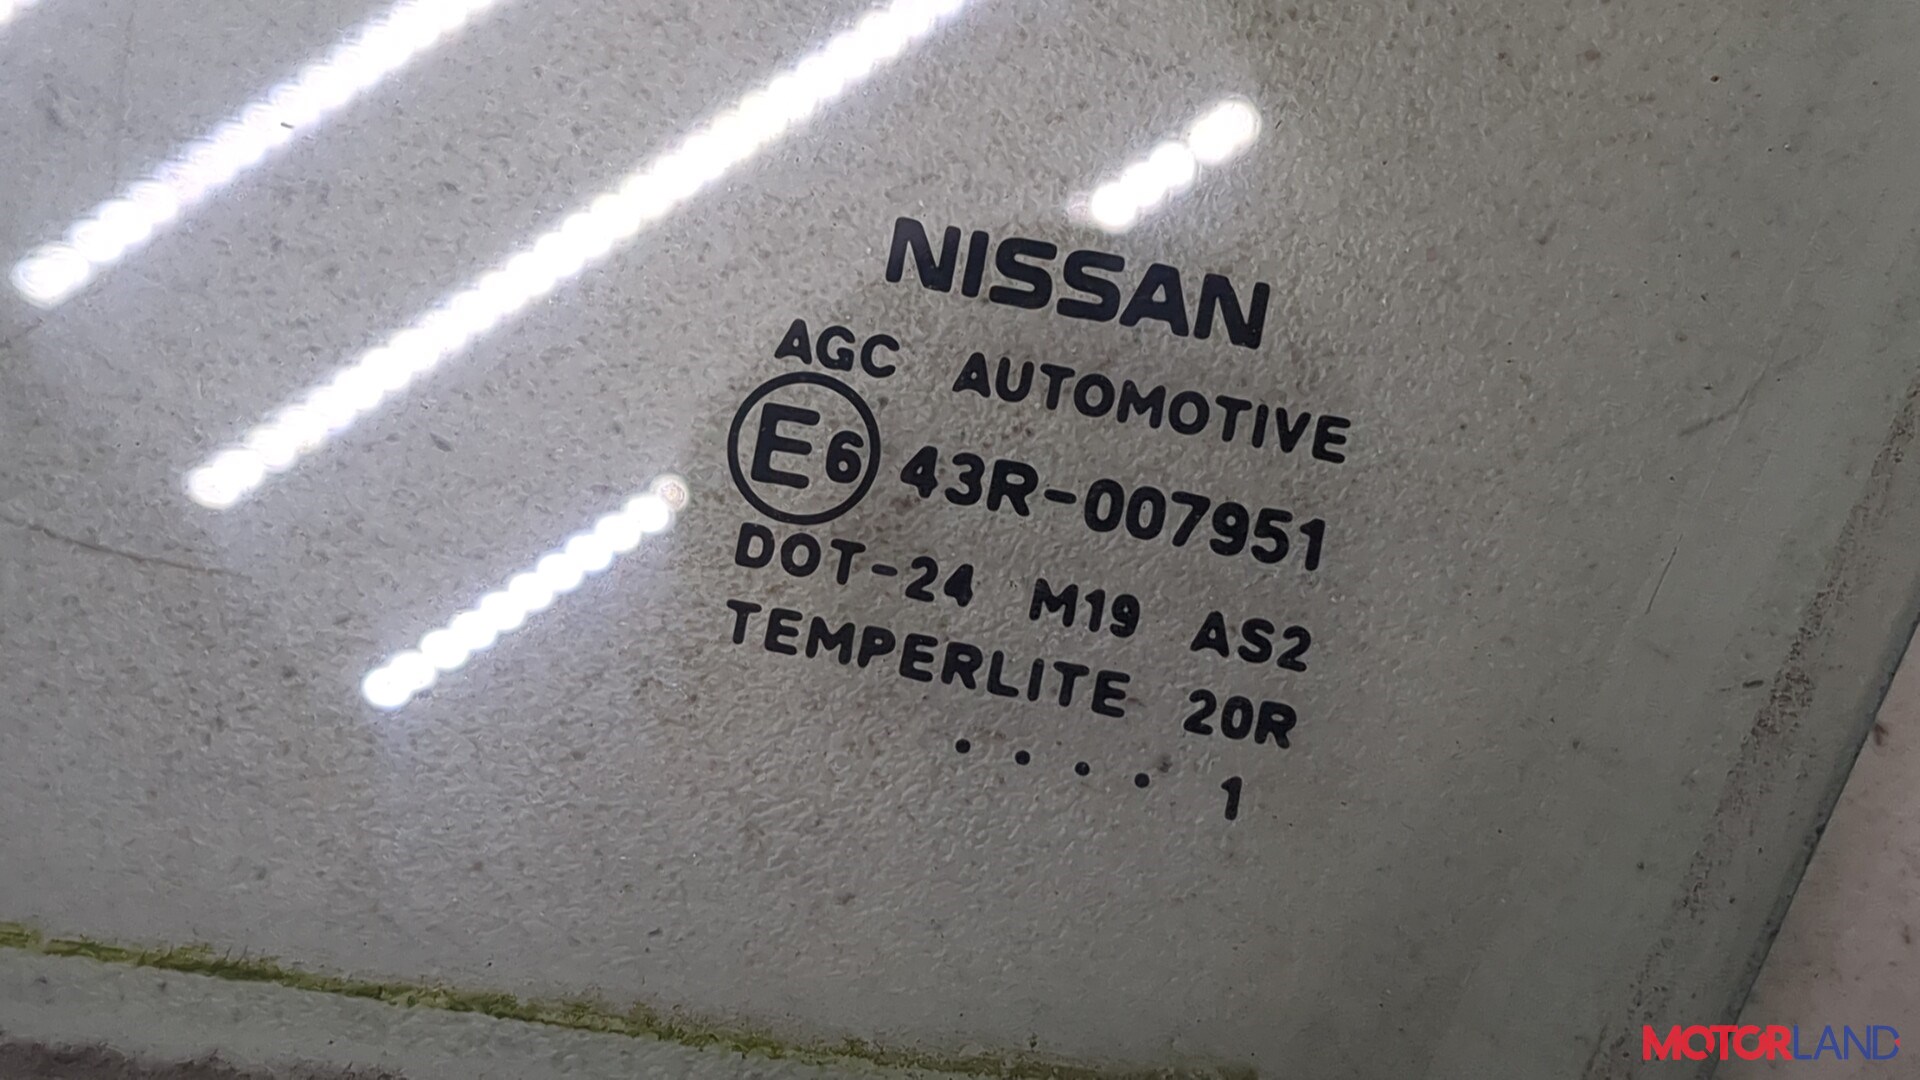 NISSAN
AGC AUTOMOTIVE
E6 43R-007951
DOT-24 M19 AS2
TEMPERLITE 20R
. . . . 1
MOTORLAND